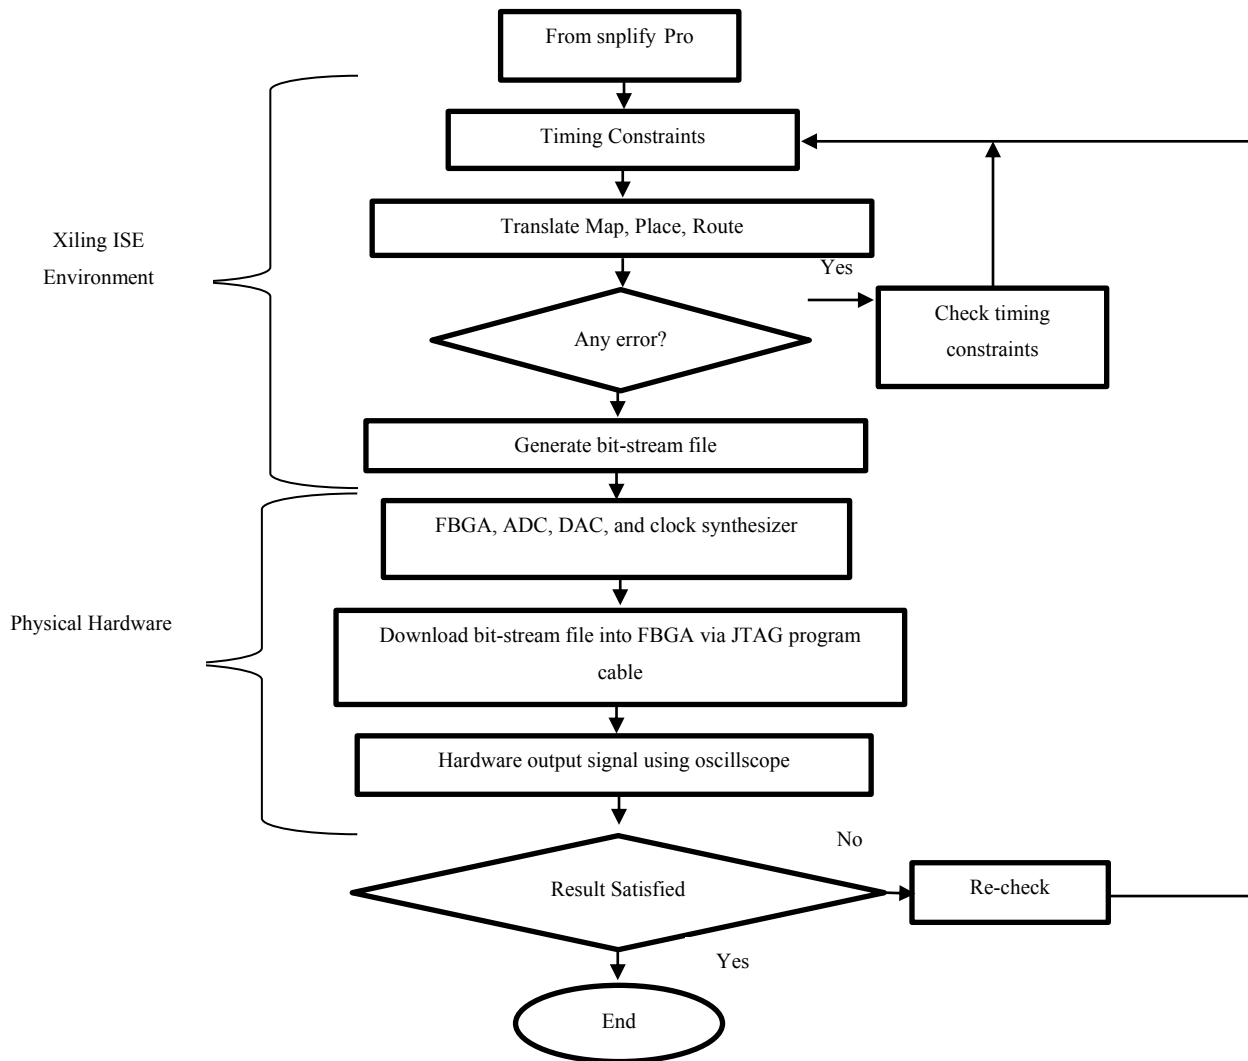 From snplify Pro
Timing Constraints
Translate Map, Place, Route
Xiling ISE
Environment
Yes
Any error?
Check timing
constraints
Generate bit-stream file
FBGA, ADC, DAC, and clock synthesizer
Physical Hardware
Download bit-stream file into FBGA via JTAG program
cable
Hardware output signal using oscillscope
No
Result Satisfied
Re-check
Yes
End